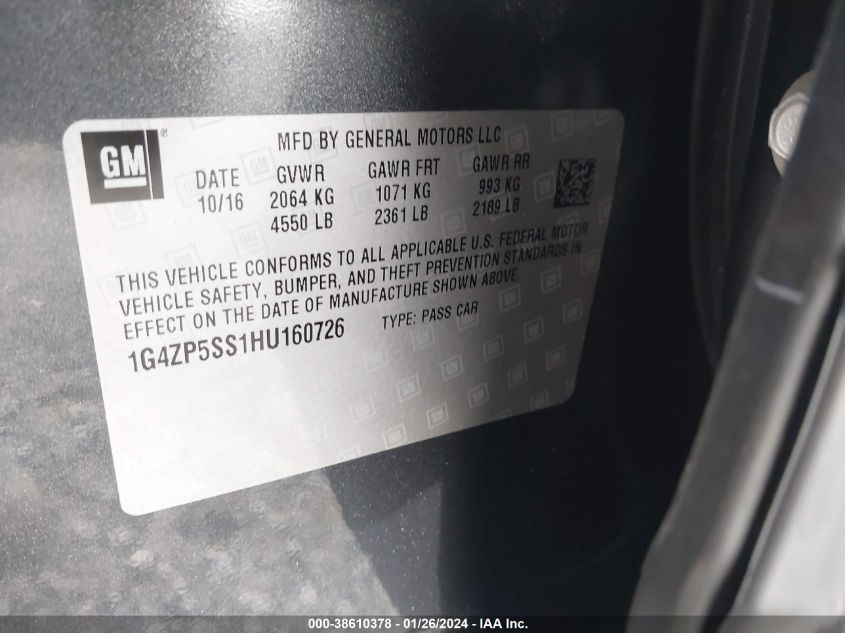 GM ®
MFD BY GENERAL MOTORS LLC
DATE GVWR GAWR FRT GAWR RR
10/16 2064 KG 1071 KG 993 KG
4550 LB 2361 LB 2189 LB
THIS VEHICLE CONFORMS TO ALL APPLICABLE U.S. FEDERAL MOTOR
VEHICLE SAFETY, BUMPER, AND THEFT PREVENTION STANDARDS IN
EFFECT ON THE DATE OF MANUFACTURE SHOWN ABOVE.
1G4ZP5SS1HU160726 TYPE: PASS CAR
000-38610378 - 01/26/2024 - IAA Inc.